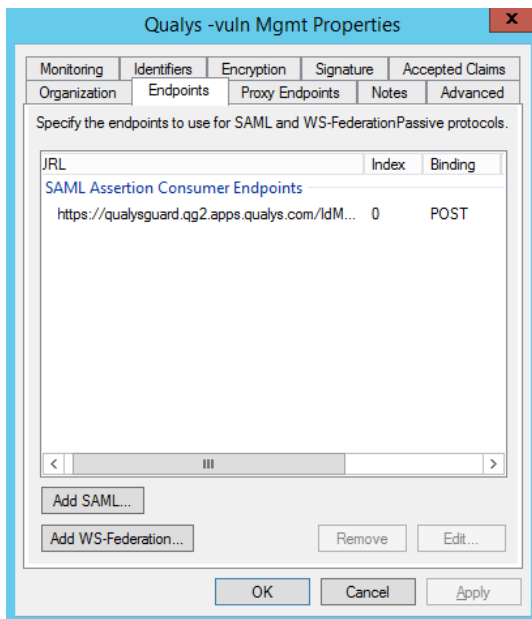 Qualys -vuln Mgmt Properties
x
Monitoring Identifiers Encryption Signature Accepted Claims
Organization Endpoints Proxy Endpoints Notes Advanced
Specify the endpoints to use for SAML and WS-FederationPassive protocols.
JRL Index Binding
SAML Assertion Consumer Endpoints
https://qualysguard.qg2.apps.qualys.com/IdM... 0 POST
Add SAML...
Add WS-Federation... Remove Edit...
OK Cancel Apply